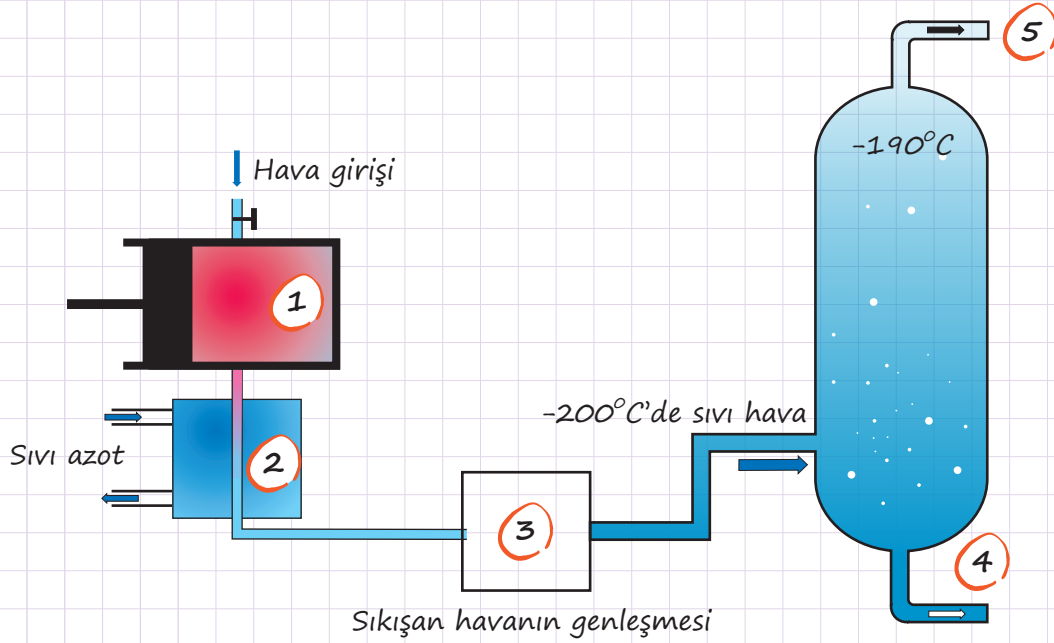 5
-190°C
Hava girişi
1
-200°C'de sıvı hava
Sıvı azot
2
3
4
Sıkışan havanın genleşmesi